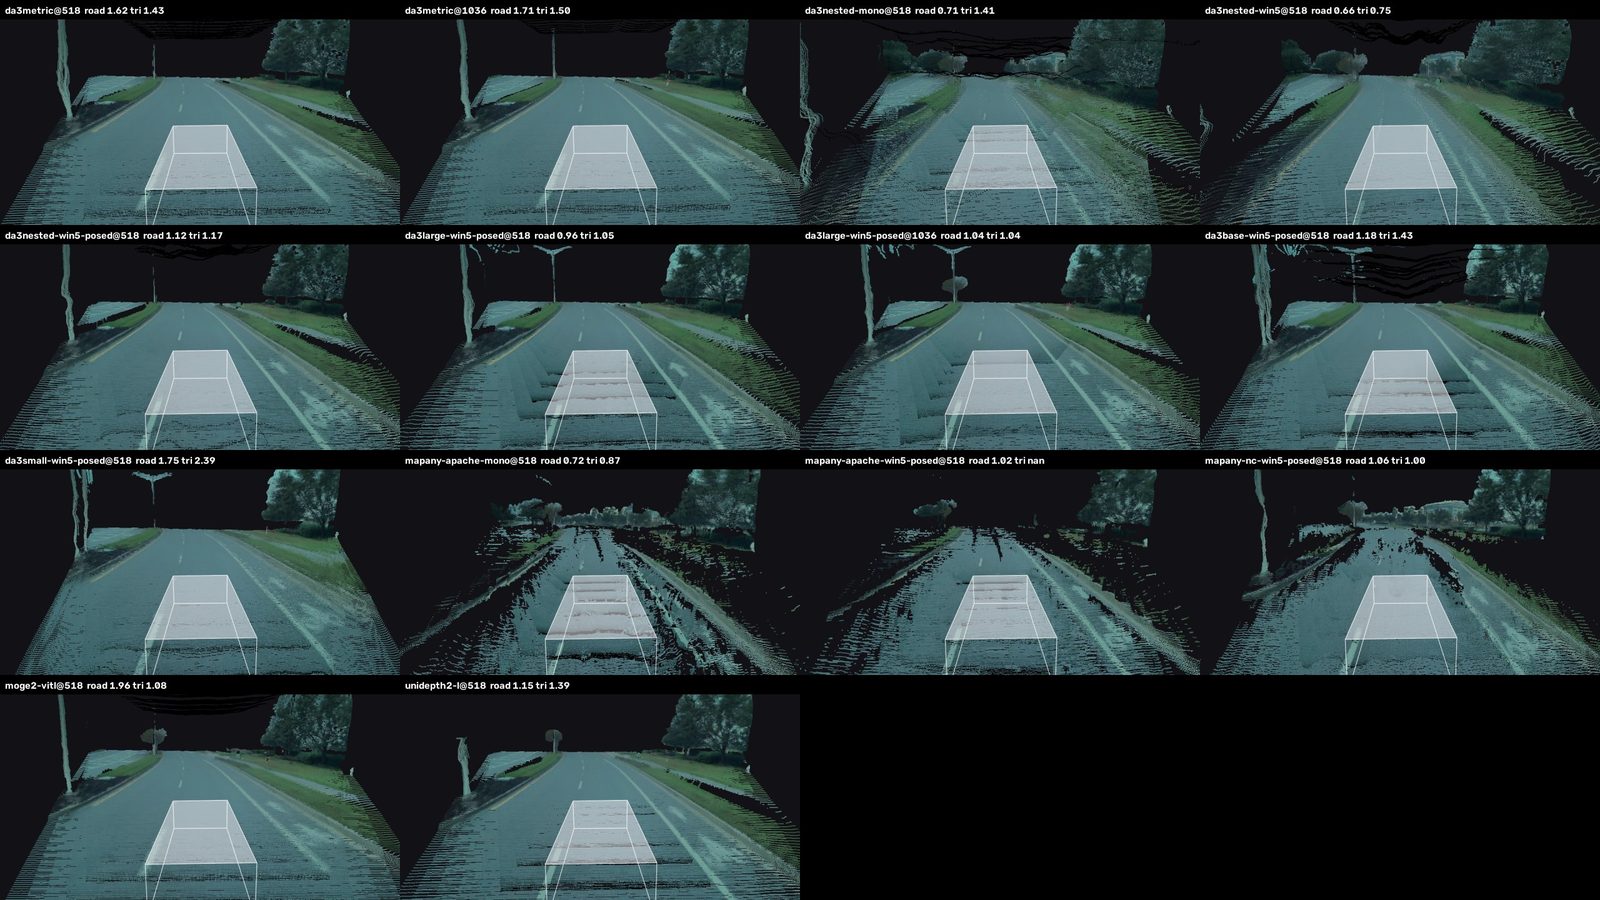 da3metric@518 road 1.62 tri 1.43
da3metric@1036 road 1.71 tri 1.50
da3nested-mono@518 road 0.71 tri 1.41
da3nested-win5@518 road 0.66 tri 0.75
da3nested-win5-posed@518 road 1.12 tri 1.17
da3large-win5-posed@518 road 0.96 tri 1.05
da3large-win5-posed@1036 road 1.04 tri 1.04
da3base-win5-posed@518 road 1.18 tri 1.43
da3small-win5-posed@518 road 1.75 tri 2.39
mapany-apache-mono@518 road 0.72 tri 0.87
mapany-apache-win5-posed@518 road 1.02 tri nan
mapany-nc-win5-posed@518 road 1.06 tri 1.00
moge2-vitl@518 road 1.96 tri 1.08
unidepth2-l@518 road 1.15 tri 1.39